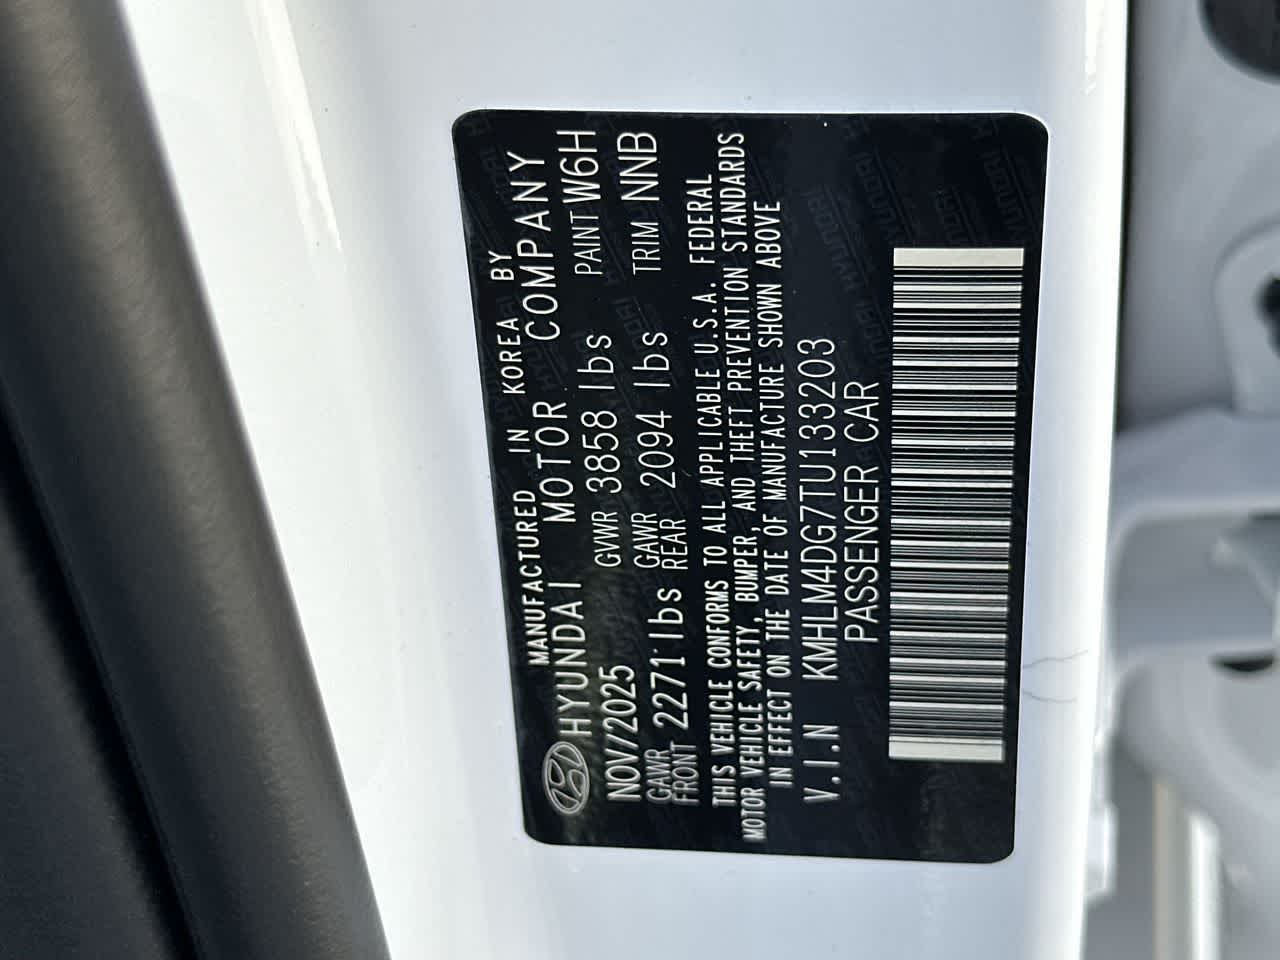 MANUFACTURED IN KOREA BY
HYUNDAI MOTOR COMPANY
NOV/2025 GVWR 3858 lbs PAINT W6H
GAWR FRONT 2271 lbs GAWR REAR 2094 lbs TRIM NNB
THIS VEHICLE CONFORMS TO ALL APPLICABLE U.S.A. FEDERAL
MOTOR VEHICLE SAFETY, BUMPER, AND THEFT PREVENTION STANDARDS
IN EFFECT ON THE DATE OF MANUFACTURE SHOWN ABOVE
V.I.N KMHLM4DG7TU133203
PASSENGER CAR